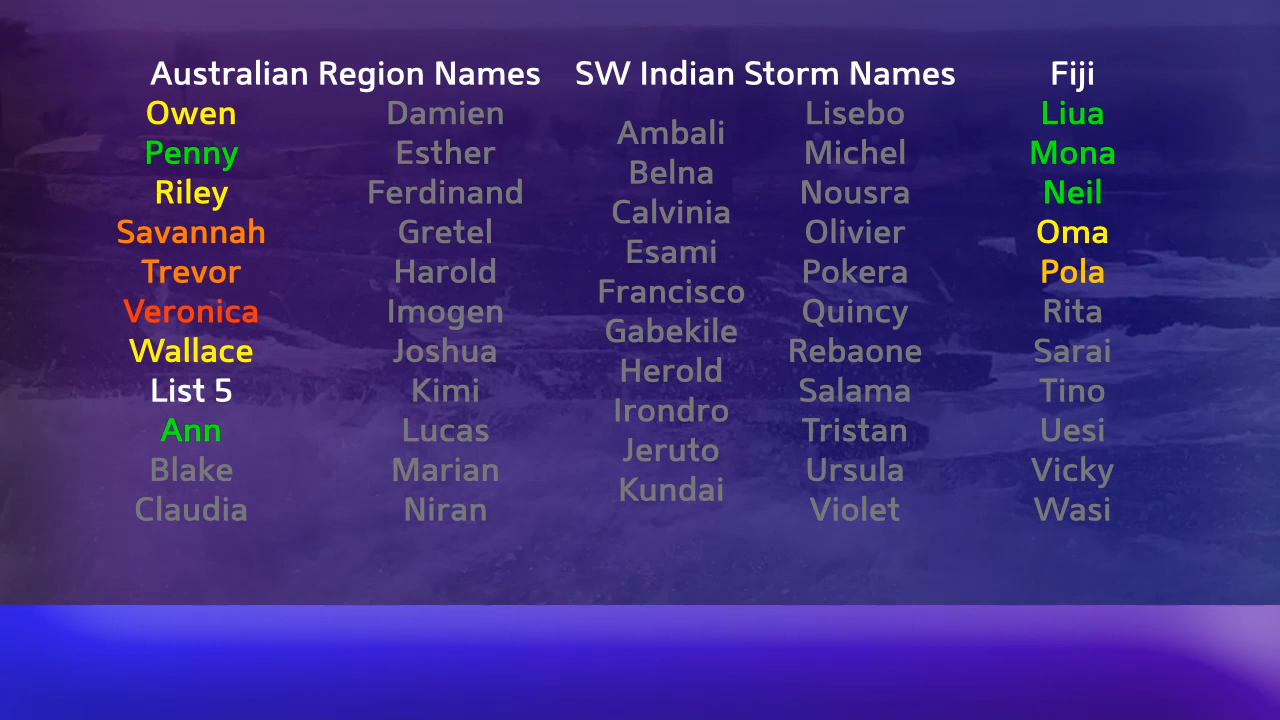 Australian Region Names
Owen
Penny
Riley
Savannah
Trevor
Veronica
Wallace
List 5
Ann
Blake
Claudia
Damien
Esther
Ferdinand
Gretel
Harold
Imogen
Joshua
Kimi
Lucas
Marian
Niran
SW Indian Storm Names
Ambali
Belna
Calvinia
Esami
Francisco
Gabekile
Herold
Irondro
Jeruto
Kundai
Lisebo
Michel
Nousra
Olivier
Pokera
Quincy
Rebaone
Salama
Tristan
Ursula
Violet
Fiji
Liua
Mona
Neil
Oma
Pola
Rita
Sarai
Tino
Uesi
Vicky
Wasi